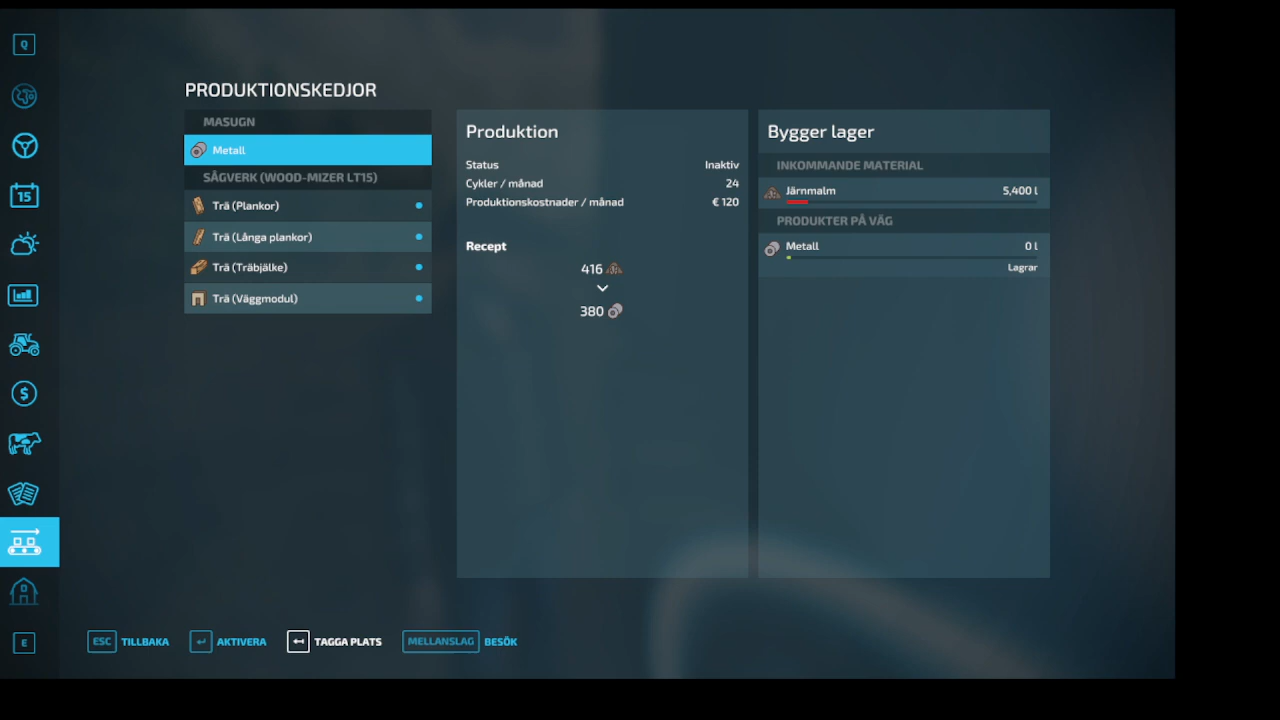 Q
15
$
E
PRODUKTIONSKEDJOR
MASUGN
Metall
SÅGVERK (WOOD-MIZER LT15)
Trä (Plankor)
Trä (Långa plankor)
Trä (Träbjälke)
Trä (Väggmodul)
Produktion
Status Inaktiv
Cykler / månad 24
Produktionskostnader / månad € 120
Recept
416
380
Bygger lager
INKOMMANDE MATERIAL
Järnmalm 5,400 l
PRODUKTER PÅ VÄG
Metall 0 l
Lagrar
ESC TILLBAKA AKTIVERA TAGGA PLATS MELLANSLAG BESÖK